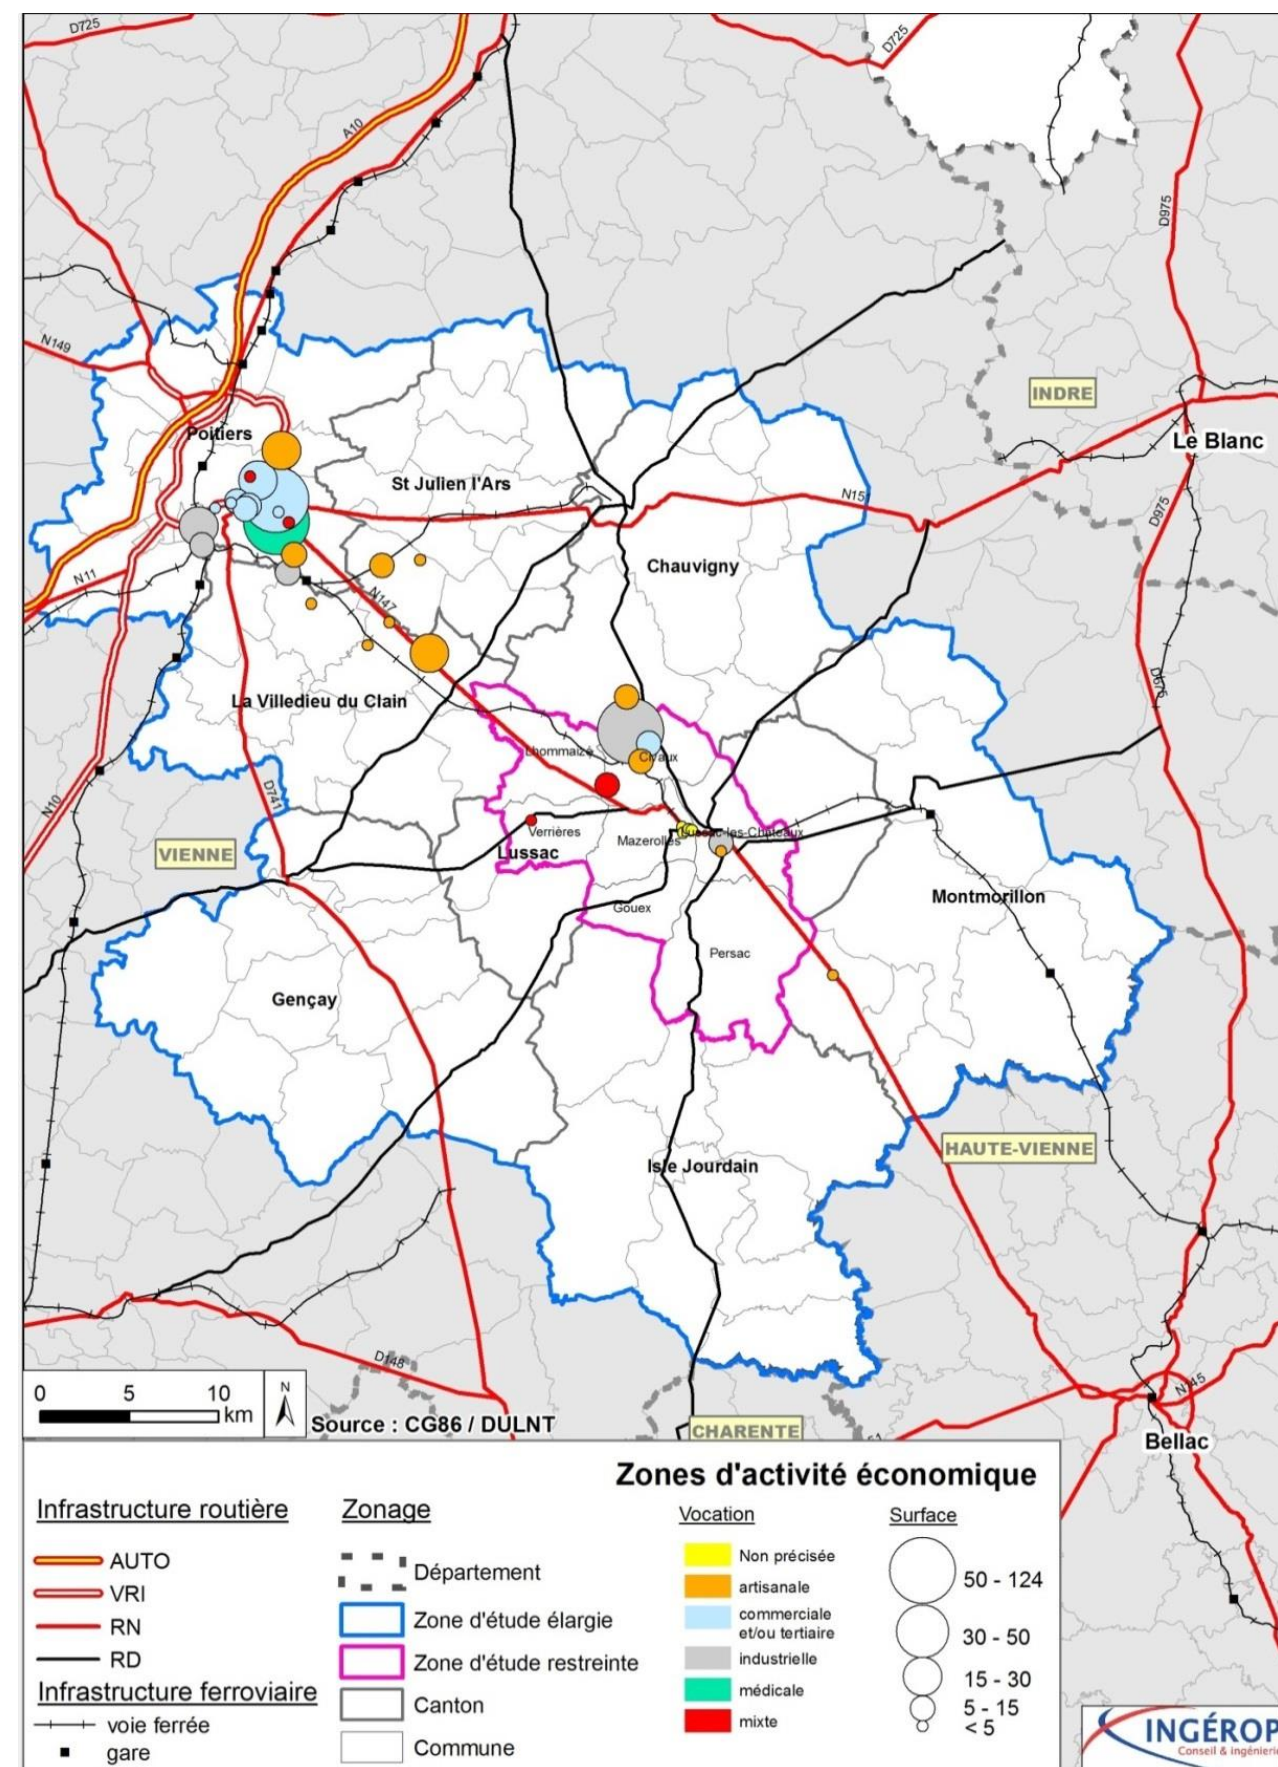 D725
D725
A10
D975
N149
INDRE
Poitiers
Le Blanc
St Julien l'Ars
N151
D975
Chauvigny
N11
N147
D675
La Villedieu du Clain
Lhommaizé
Civaux
N10
D741
Verrières
Lussac-les-Châteaux
Mazerolles
VIENNE
Lussac
Montmorillon
Gouex
Persac
Gençay
HAUTE-VIENNE
Isle Jourdain
D148
N145
0 5 10
km
N
Source : CG86 / DULNT
CHARENTE
Bellac
Zones d'activité économique
Infrastructure routière
AUTO
VRI
RN
RD
Infrastructure ferroviaire
voie ferrée
gare
Zonage
Département
Zone d'étude élargie
Zone d'étude restreinte
Canton
Commune
Vocation
Non précisée
artisanale
commerciale
et/ou tertiaire
industrielle
médicale
mixte
Surface
50 - 124
30 - 50
15 - 30
5 - 15
< 5
INGÉROP
Conseil & ingénierie